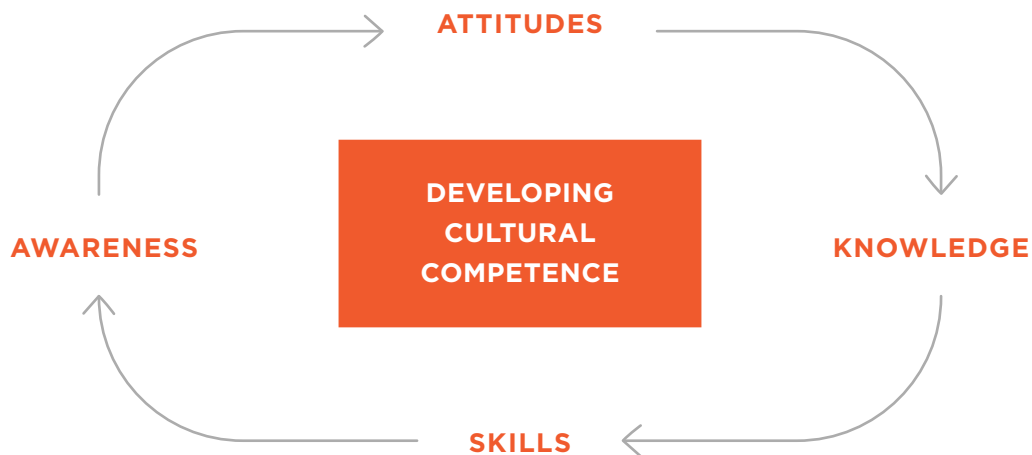 ATTITUDES
DEVELOPING
CULTURAL
COMPETENCE
AWARENESS
KNOWLEDGE
SKILLS